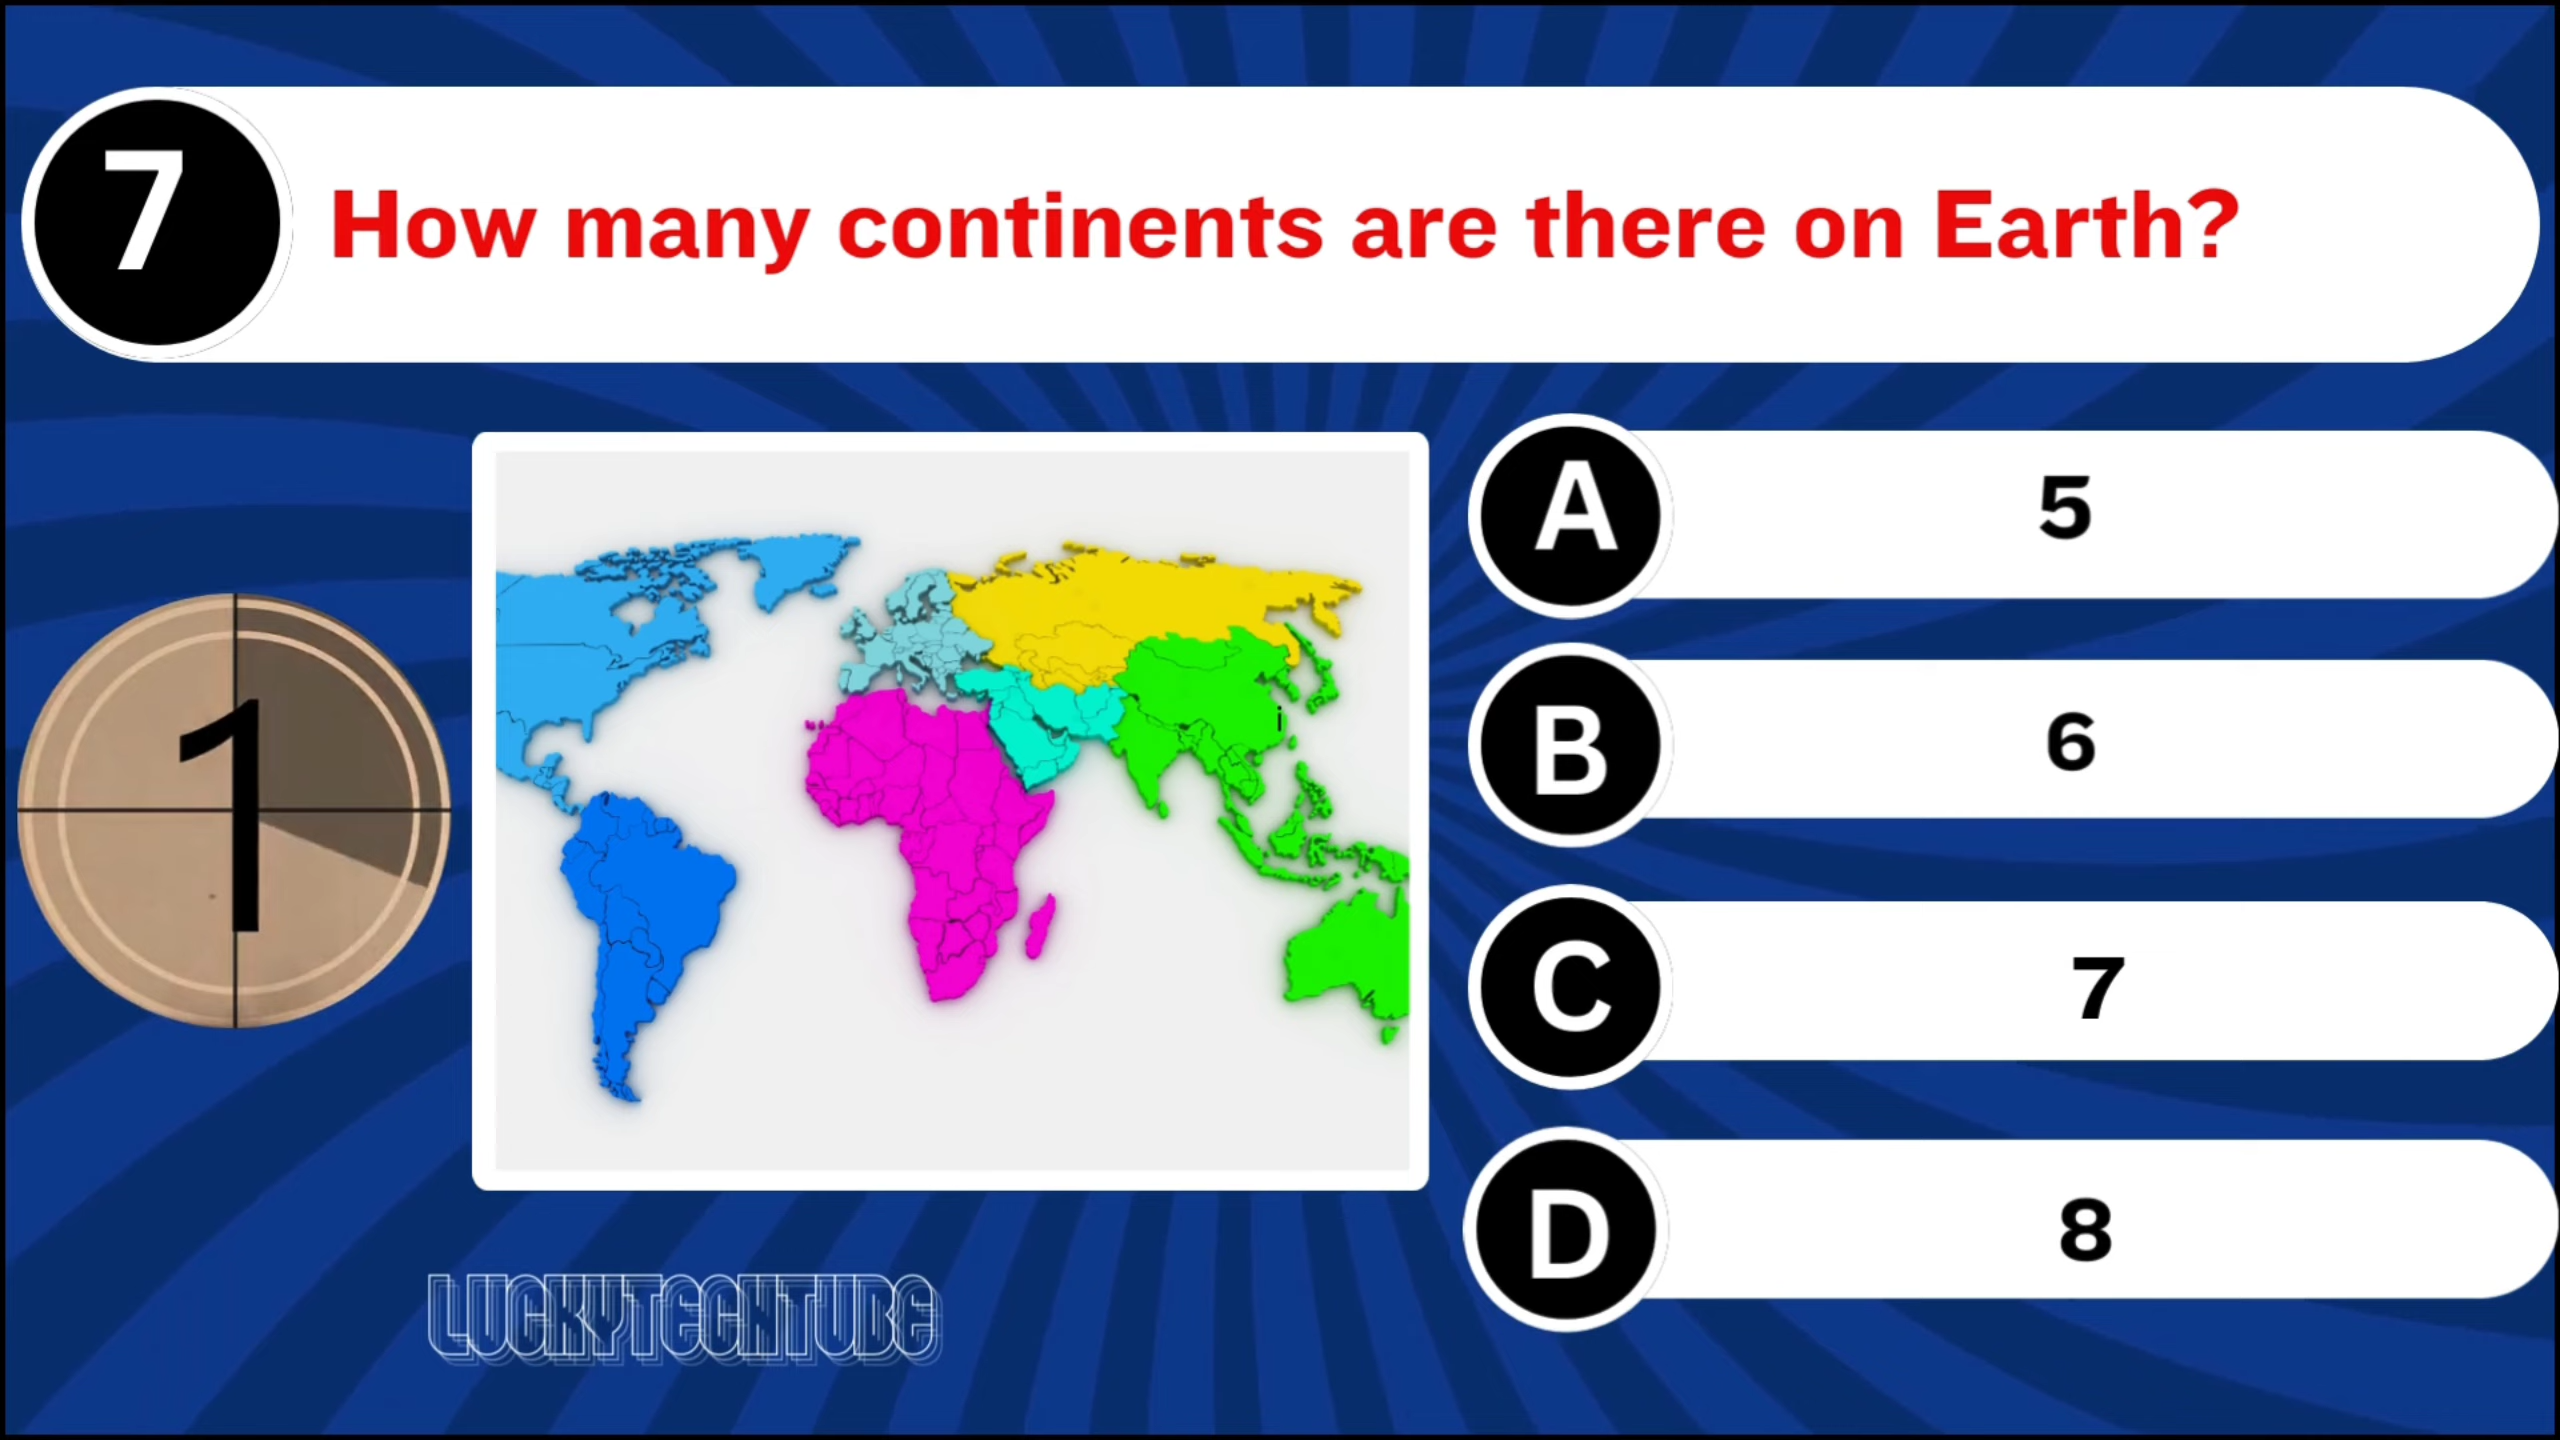 7
How many continents are there on Earth?
1
i
A
5
B
6
C
7
D
8
LUCKYTECHTUBE